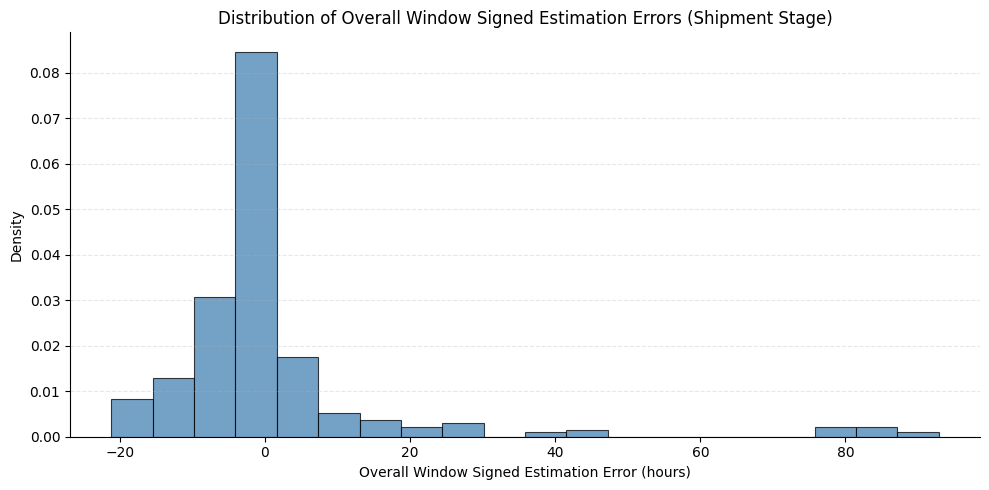 Distribution of Overall Window Signed Estimation Errors (Shipment Stage)
Density
0.08
0.07
0.06
0.05
0.04
0.03
0.02
0.01
0.00
−20 0 20 40 60 80
Overall Window Signed Estimation Error (hours)